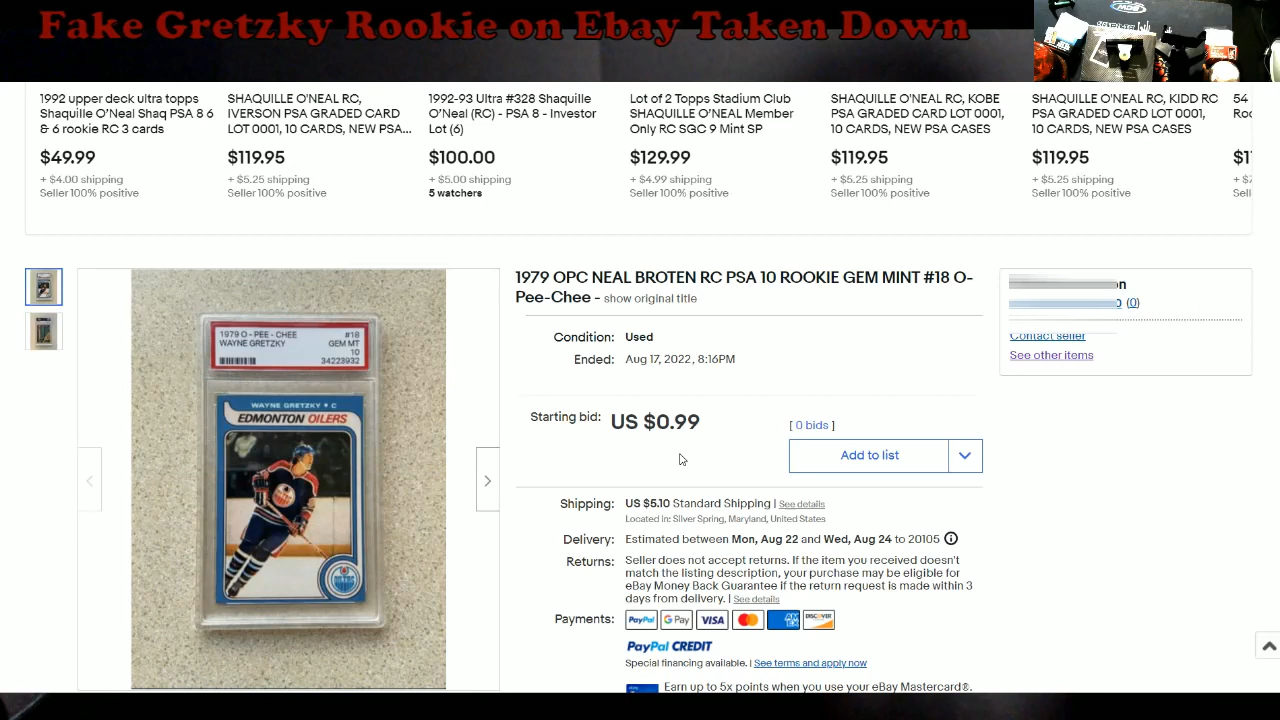 Fake Gretzky Rookie on Ebay Taken Down
1992 upper deck ultra topps
Shaquille O'Neal Shaq PSA 8 6
& 6 rookie RC 3 cards
$49.99
+ $4.00 shipping
Seller 100% positive
SHAQUILLE O'NEAL RC,
IVERSON PSA GRADED CARD
LOT 0001, 10 CARDS, NEW PSA...
$119.95
+ $5.25 shipping
Seller 100% positive
1992-93 Ultra #328 Shaquille
O'Neal (RC) - PSA 8 - Investor
Lot (6)
$100.00
+ $5.00 shipping
5 watchers
Lot of 2 Topps Stadium Club
SHAQUILLE O'NEAL Member
Only RC SGC 9 Mint SP
$129.99
+ $4.99 shipping
Seller 100% positive
SHAQUILLE O'NEAL RC, KOBE
PSA GRADED CARD LOT 0001,
10 CARDS, NEW PSA CASES
$119.95
+ $5.25 shipping
Seller 100% positive
SHAQUILLE O'NEAL RC, KIDD RC
PSA GRADED CARD LOT 0001,
10 CARDS, NEW PSA CASES
$119.95
+ $5.25 shipping
Seller 100% positive
54
1979 O - PEE - CHEE #18
WAYNE GRETZKY GEM MT
10
34223932
WAYNE GRETZKY • C
EDMONTON OILERS
OILERS
1979 OPC NEAL BROTEN RC PSA 10 ROOKIE GEM MINT #18 O-
Pee-Chee - show original title
Condition: Used
Ended: Aug 17, 2022, 8:16PM
Starting bid: US $0.99 [ 0 bids ]
Add to list
Shipping: US $5.10 Standard Shipping | See details
Located in: Silver Spring, Maryland, United States
Delivery: Estimated between Mon, Aug 22 and Wed, Aug 24 to 20105
Returns: Seller does not accept returns. If the item you received doesn't
match the listing description, your purchase may be eligible for
eBay Money Back Guarantee if the return request is made within 3
days from delivery. | See details
Payments: PayPal G Pay VISA AM EX DISCOVER
PayPal CREDIT
Special financing available. | See terms and apply now
Earn up to 5x points when you use your eBay Mastercard®.
(0)
Contact seller
See other items